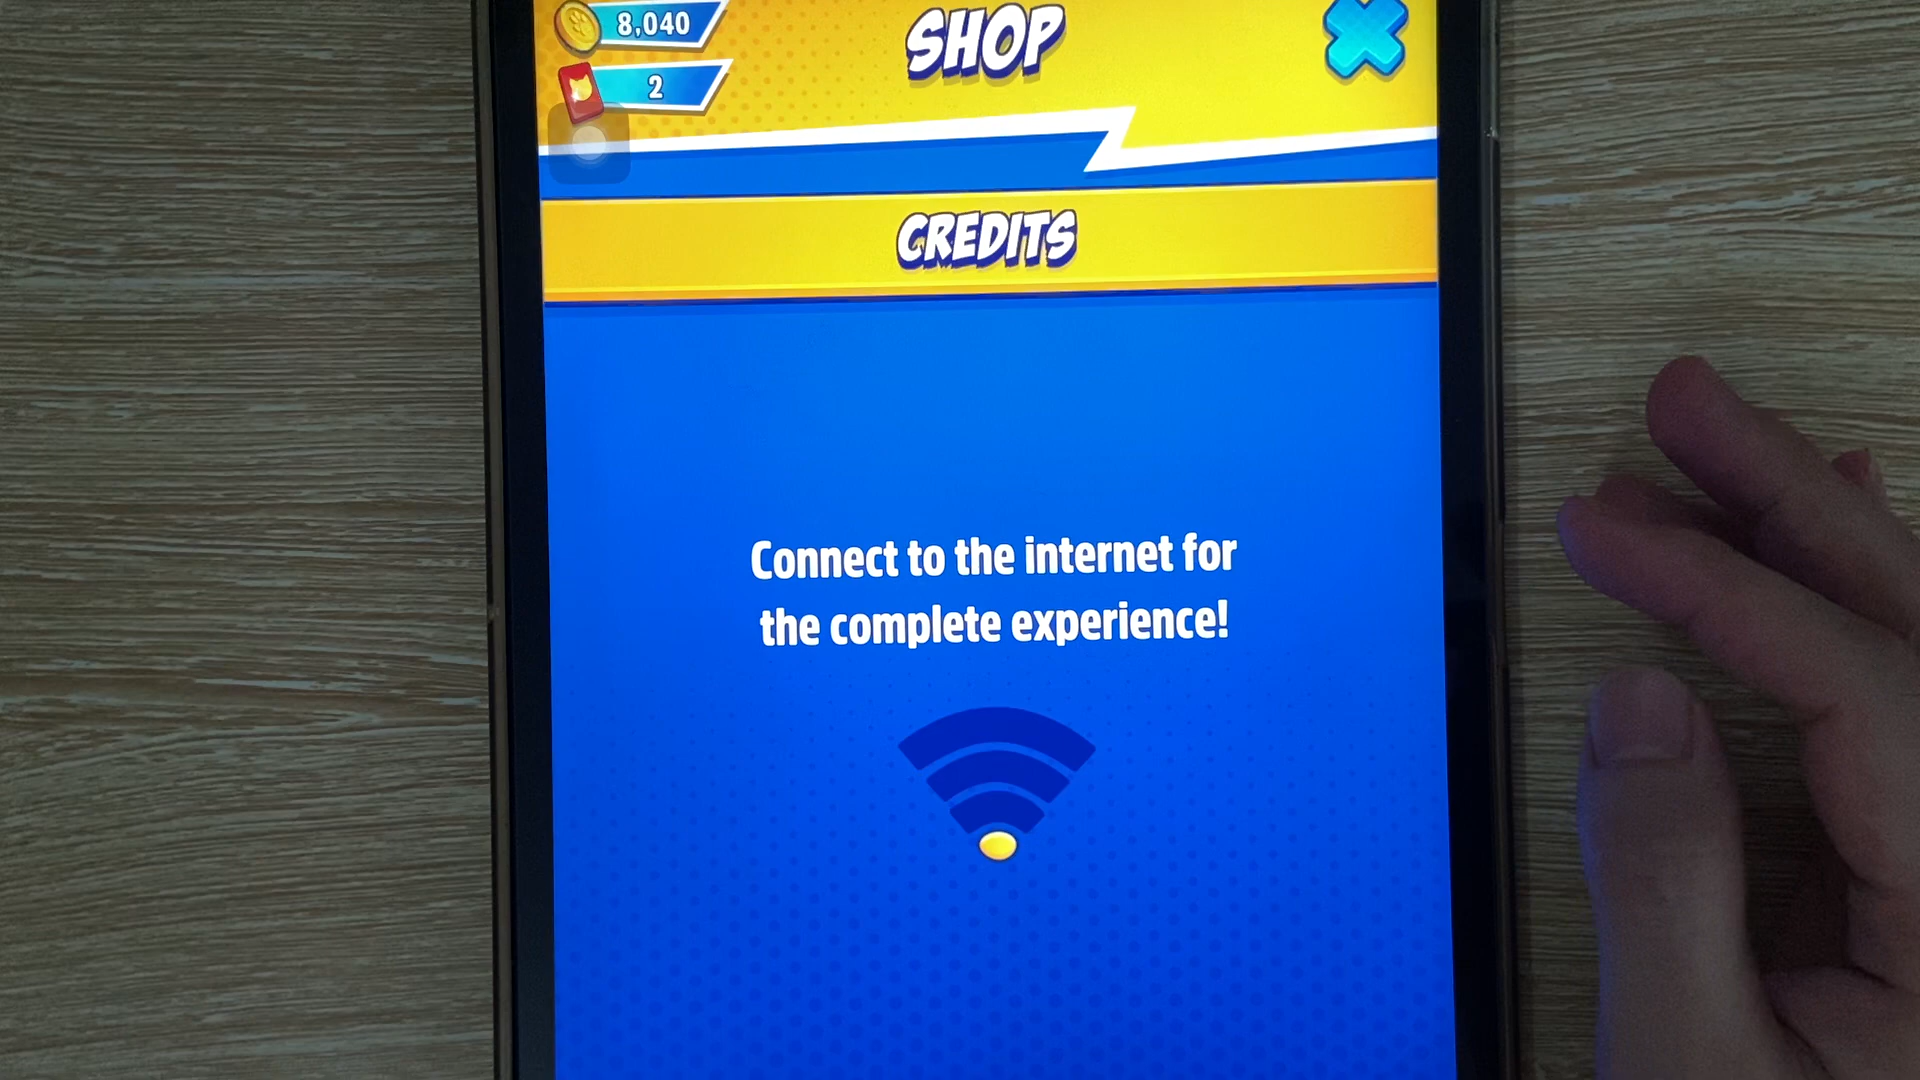 8,040
SHOP
2
CREDITS
Connect to the internet for
the complete experience!